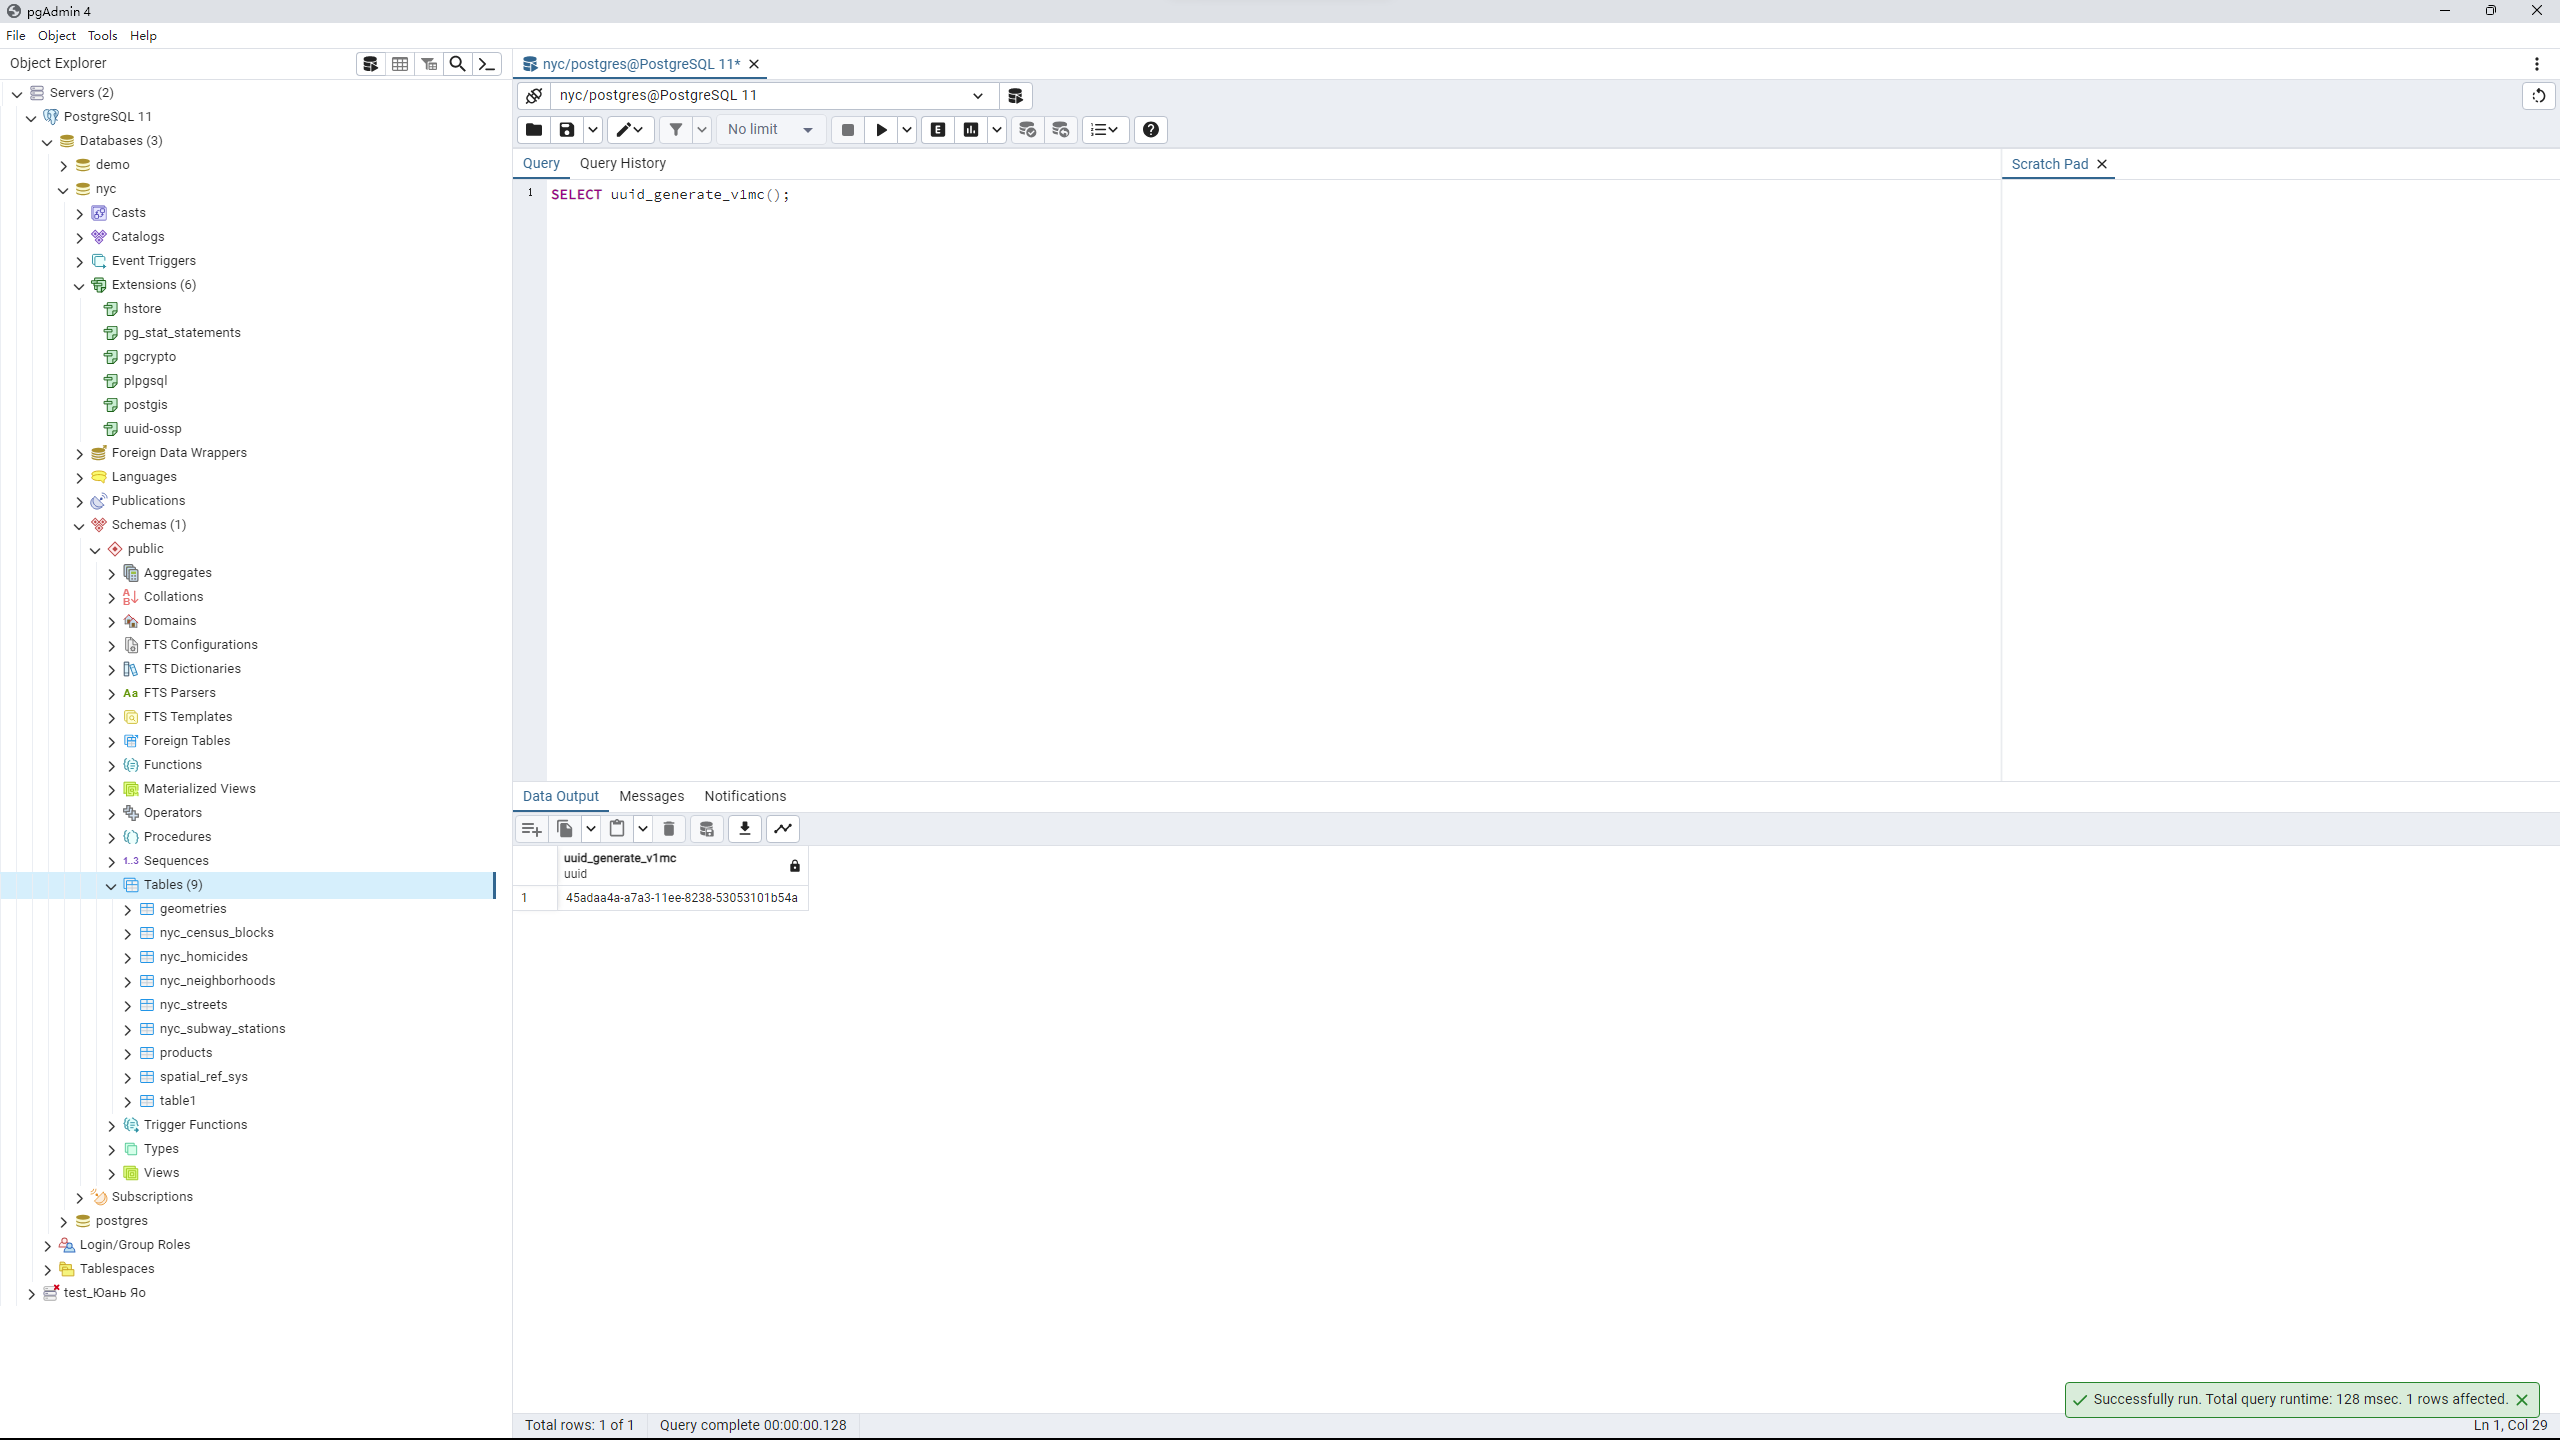 pgAdmin 4
File Object Tools Help
Object Explorer
Servers (2)
PostgreSQL 11
Databases (3)
demo
nyc
Casts
Catalogs
Event Triggers
Extensions (6)
hstore
pg_stat_statements
pgcrypto
plpgsql
postgis
uuid-ossp
Foreign Data Wrappers
Languages
Publications
Schemas (1)
public
Aggregates
Collations
Domains
FTS Configurations
FTS Dictionaries
Aa FTS Parsers
FTS Templates
Foreign Tables
Functions
Materialized Views
Operators
Procedures
1..3 Sequences
Tables (9)
geometries
nyc_census_blocks
nyc_homicides
nyc_neighborhoods
nyc_streets
nyc_subway_stations
products
spatial_ref_sys
table1
Trigger Functions
Types
Views
Subscriptions
postgres
Login/Group Roles
Tablespaces
test_Юань Яо
nyc/postgres@PostgreSQL 11*
nyc/postgres@PostgreSQL 11
No limit
E
Query Query History
Scratch Pad
1 SELECT uuid_generate_v1mc();
Data Output Messages Notifications
uuid_generate_v1mc
uuid
1 45adaa4a-a7a3-11ee-8238-53053101b54a
Successfully run. Total query runtime: 128 msec. 1 rows affected.
Total rows: 1 of 1 Query complete 00:00:00.128
Ln 1, Col 29